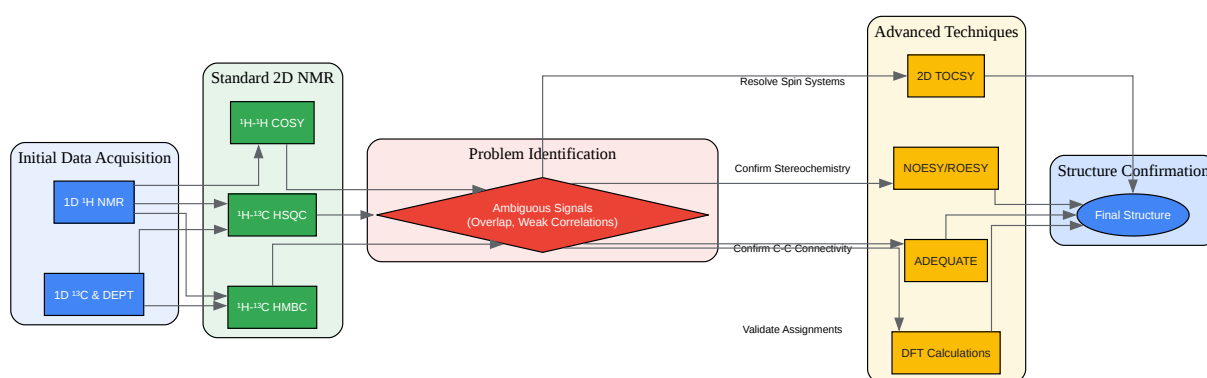 Initial Data Acquisition
1D ¹H NMR
1D ¹³C & DEPT
Standard 2D NMR
¹H-¹H COSY
¹H-¹³C HSQC
¹H-¹³C HMBC
Problem Identification
Ambiguous Signals
(Overlap, Weak Correlations)
Resolve Spin Systems
Confirm Stereochemistry
Confirm C-C Connectivity
Validate Assignments
Advanced Techniques
2D TOCSY
NOESY/ROESY
ADEQUATE
DFT Calculations
Structure Confirmation
Final Structure